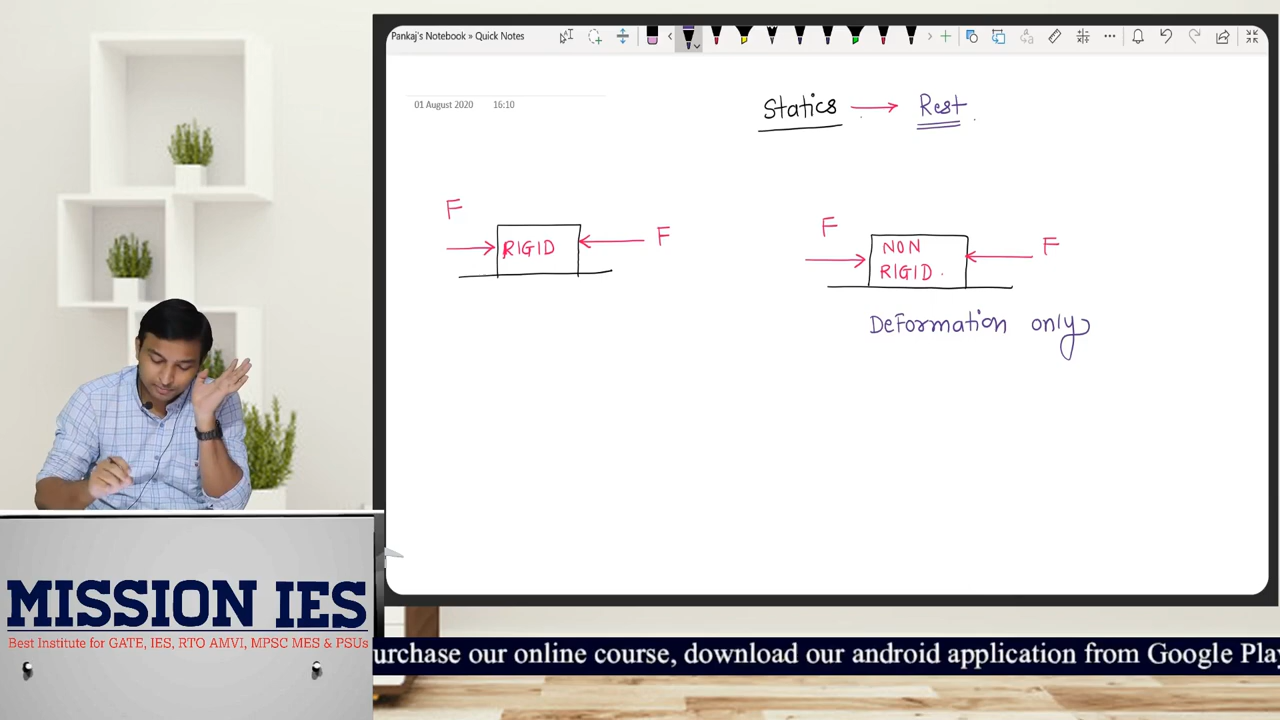 Pankaj's Notebook » Quick Notes
01 August 2020 16:10
Statics → Rest
F
RIGID
F
F
NON
RIGID.
F
DeFormation only
MISSION IES
Best Institute for GATE, IES, RTO AMVI, MPSC MES & PSUs
urchase our online course, download our android application from Google Play